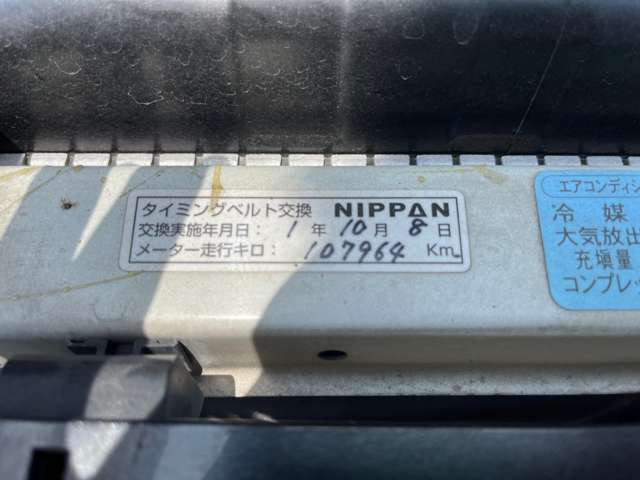 タイミングベルト交換 NIPPAN
交換実施年月日： 1 年 10 月 8 日
メーター走行キロ： 107964 Km
エアコンディシ
冷 媒
大気放出
充填量
コンプレッ